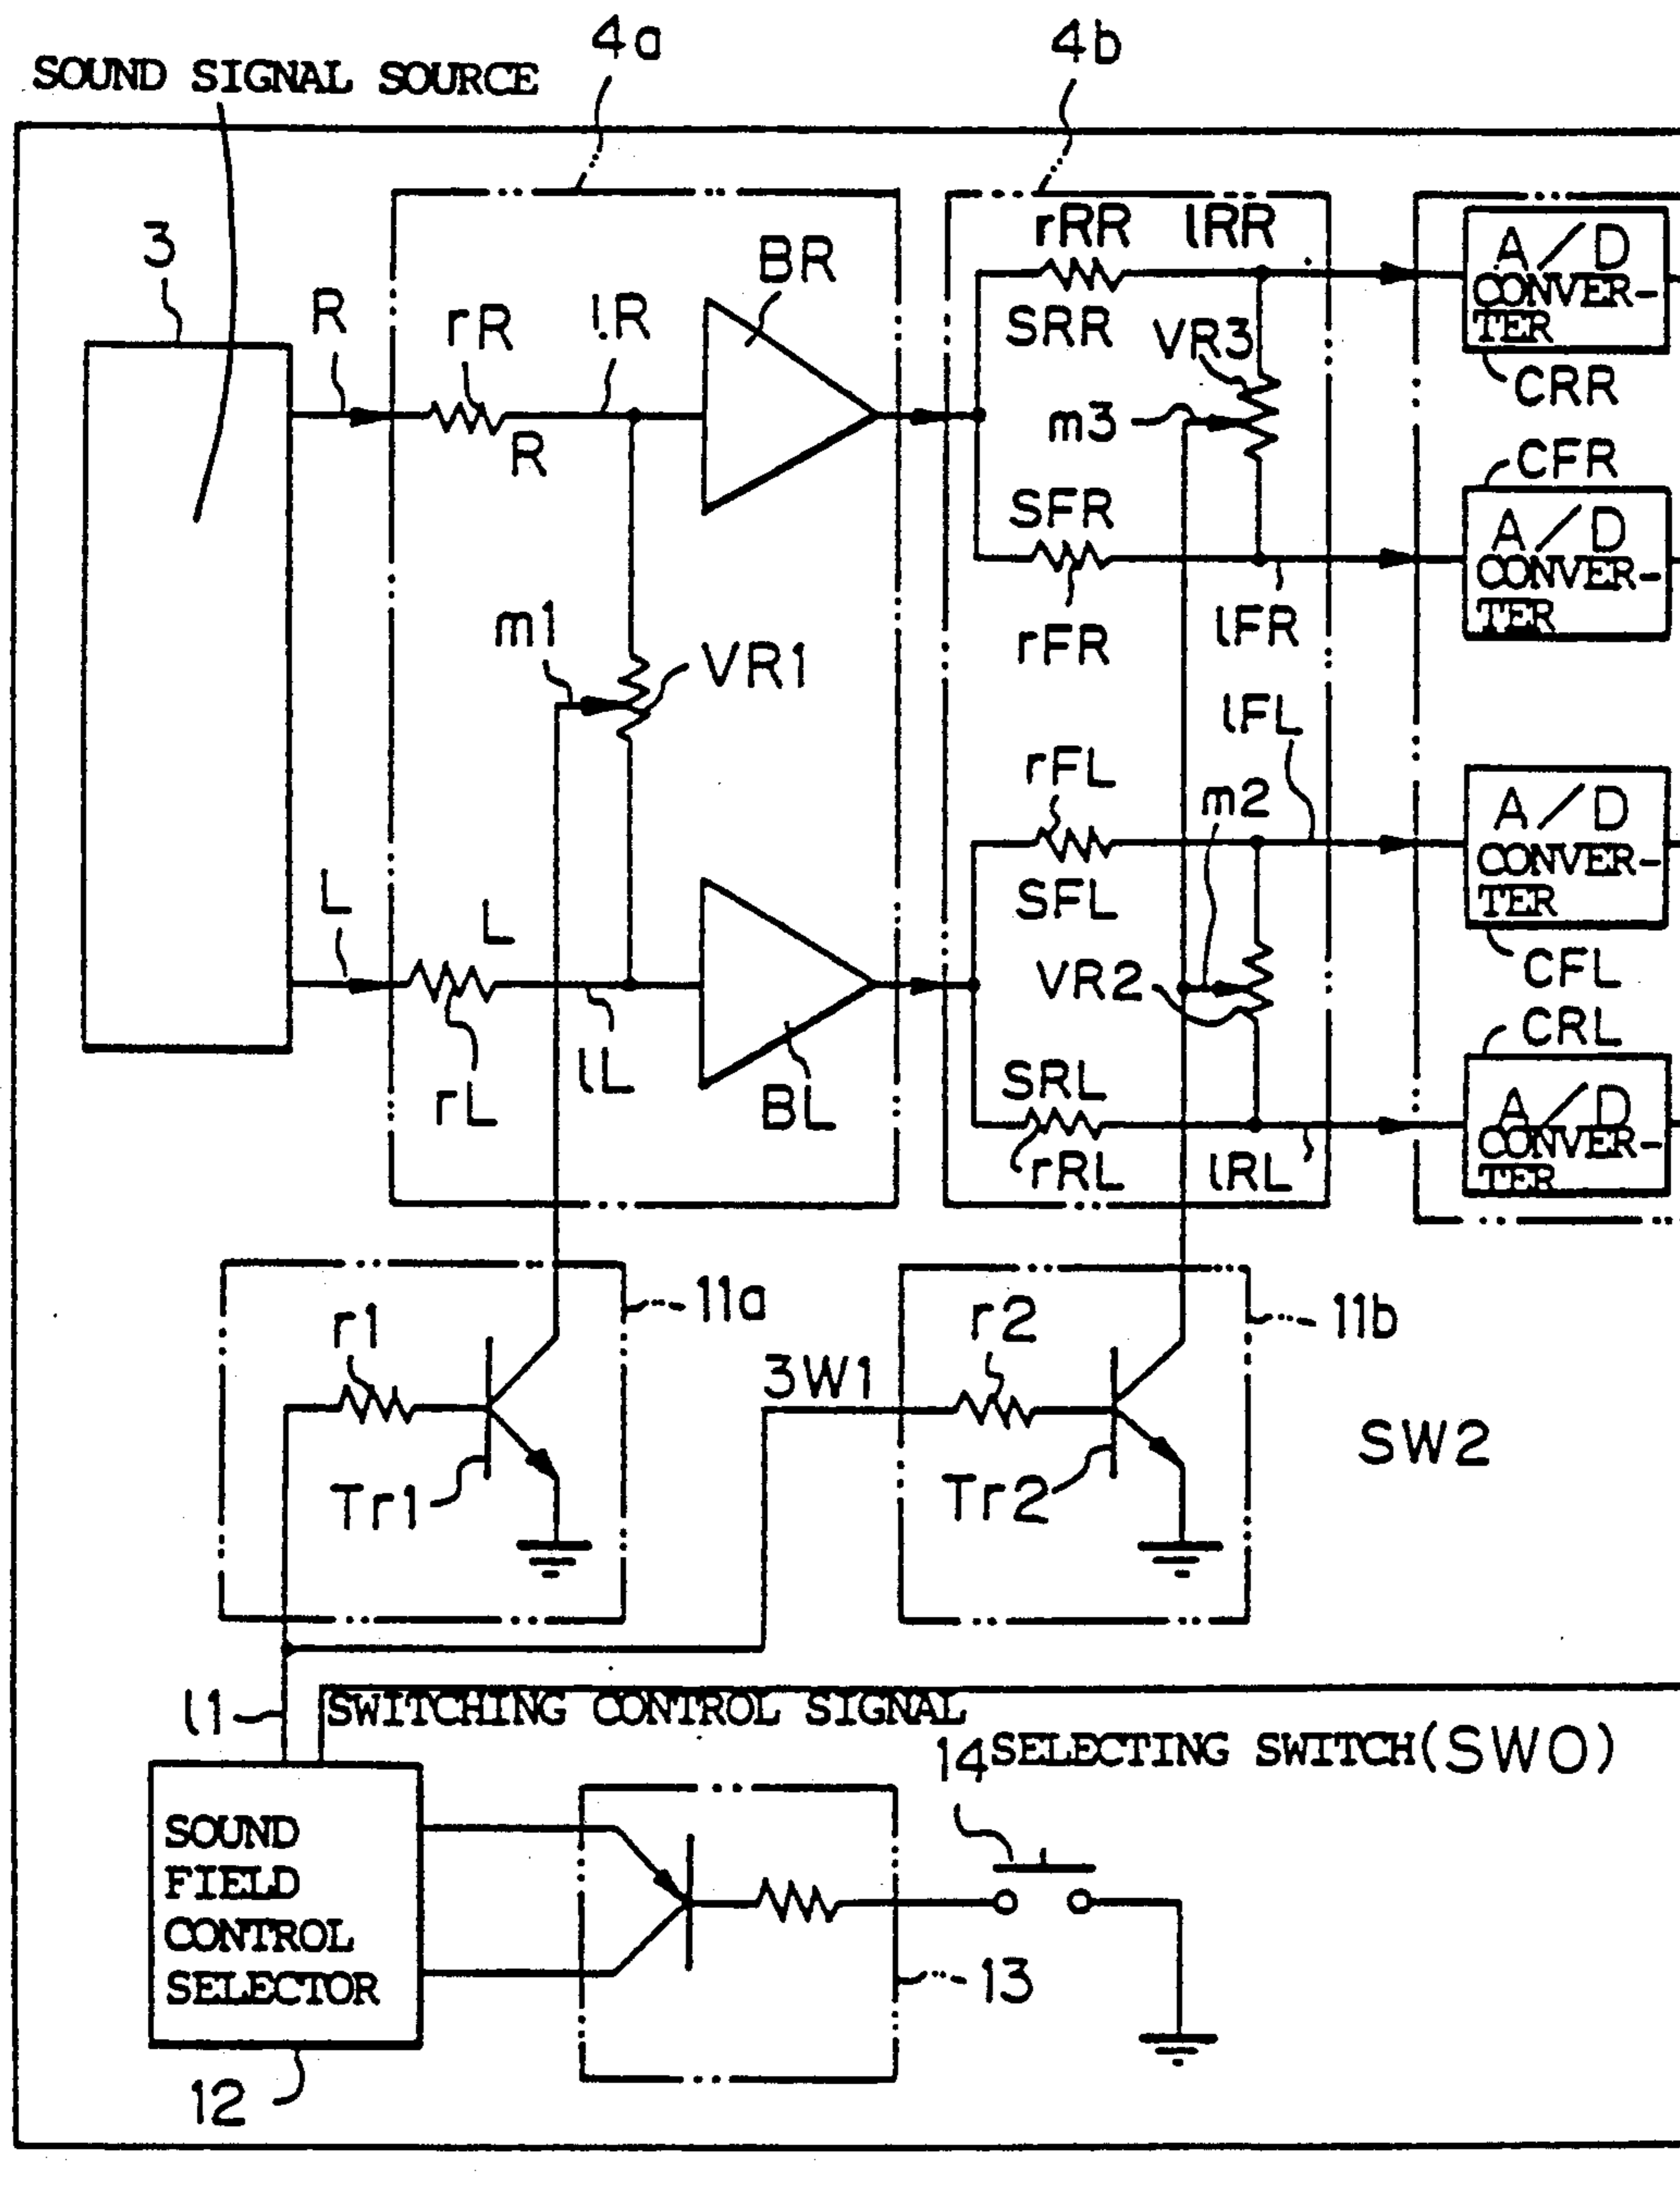 4a
4b
SOUND SIGNAL SOURCE
3
R
rR
lR
R
BR
rRR
lRR
SRR
VR3
m3
A/D
CONVER-
TER
CRR
CFR
SFR
rFR
lFR
A/D
CONVER-
TER
m1
VR1
lFL
rFL
m2
SFL
A/D
CONVER-
TER
CFL
L
L
rL
lL
BL
VR2
SRL
rRL
lRL
CRL
A/D
CONVER-
TER
11a
r1
Tr1
3W1
r2
Tr2
11b
SW2
l1
SWITCHING CONTROL SIGNAL
14
SELECTING SWITCH(SW0)
SOUND
FIELD
CONTROL
SELECTOR
12
13